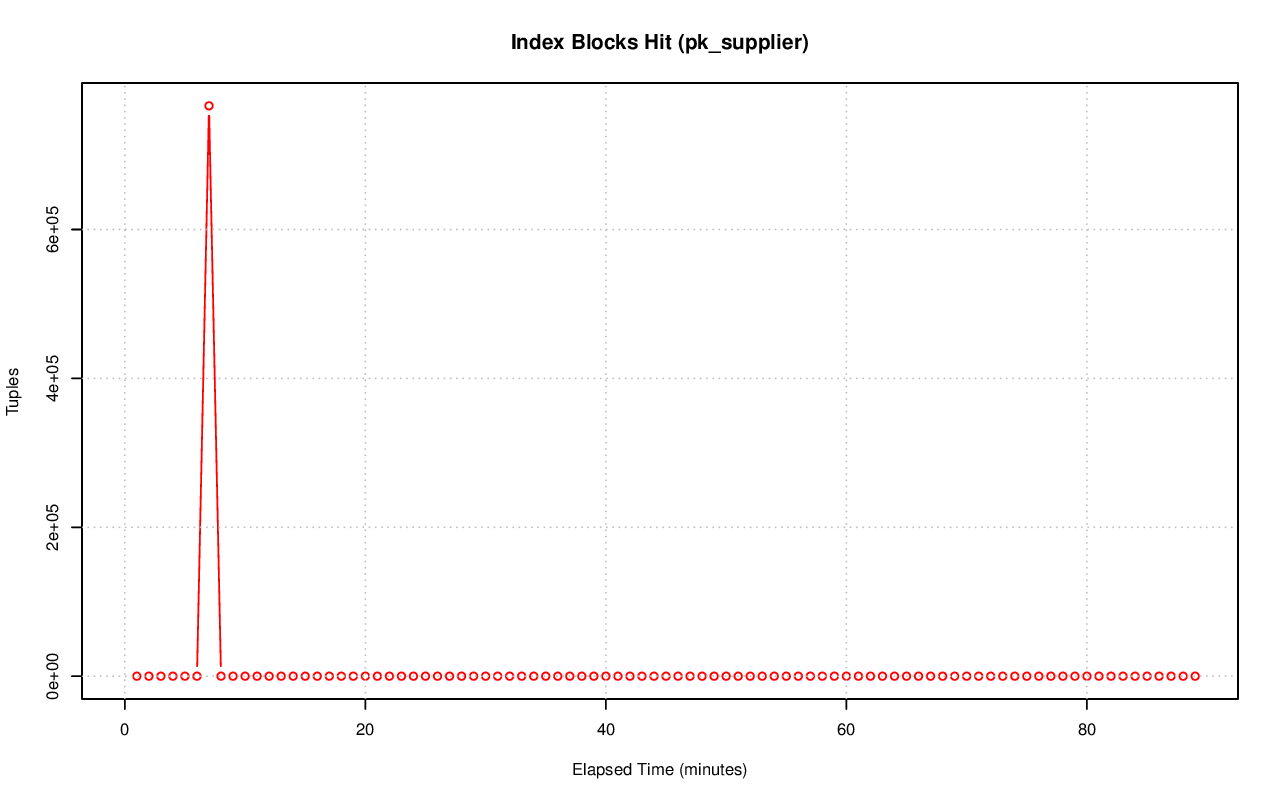 Index Blocks Hit (pk_supplier)
Tuples
6e+05
4e+05
2e+05
0e+00
0 20 40 60 80
Elapsed Time (minutes)